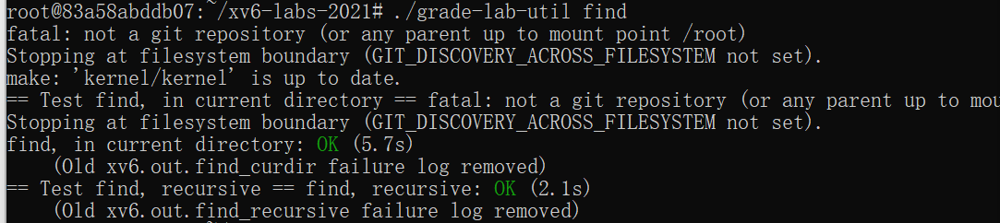 root@83a58abddb07:~/xv6-labs-2021# ./grade-lab-util find
fatal: not a git repository (or any parent up to mount point /root)
Stopping at filesystem boundary (GIT_DISCOVERY_ACROSS_FILESYSTEM not set).
make: 'kernel/kernel' is up to date.
== Test find, in current directory == fatal: not a git repository (or any parent up to mou
Stopping at filesystem boundary (GIT_DISCOVERY_ACROSS_FILESYSTEM not set).
find, in current directory: OK (5.7s)
    (Old xv6.out.find_curdir failure log removed)
== Test find, recursive == find, recursive: OK (2.1s)
    (Old xv6.out.find_recursive failure log removed)